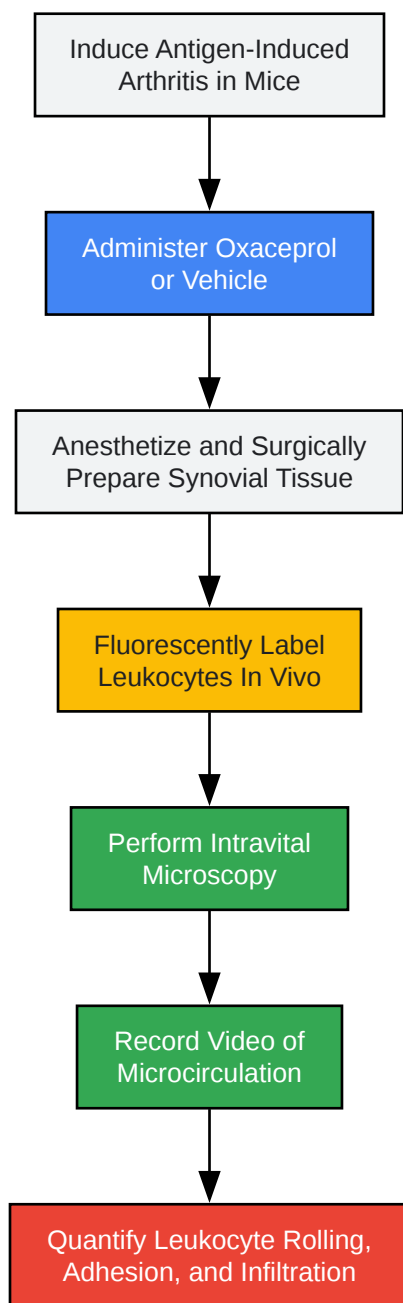 Induce Antigen-Induced
Arthritis in Mice
Administer Oxaceprol
or Vehicle
Anesthetize and Surgically
Prepare Synovial Tissue
Fluorescently Label
Leukocytes In Vivo
Perform Intravital
Microscopy
Record Video of
Microcirculation
Quantify Leukocyte Rolling,
Adhesion, and Infiltration